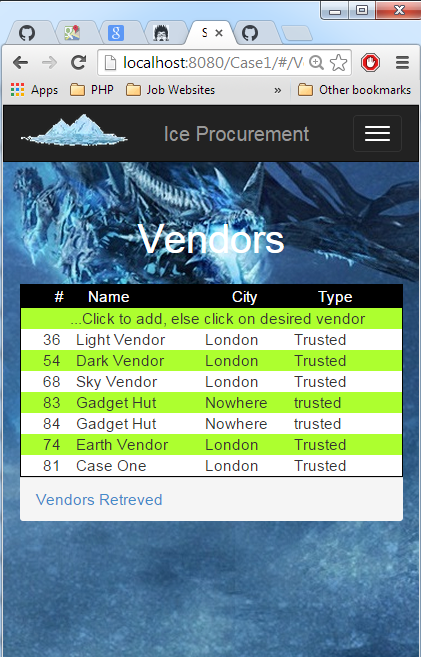 S
localhost:8080/Case1/#/V
Apps PHP Job Websites » Other bookmarks
Ice Procurement
Vendors
# Name City Type
...Click to add, else click on desired vendor
36 Light Vendor London Trusted
54 Dark Vendor London Trusted
68 Sky Vendor London Trusted
83 Gadget Hut Nowhere trusted
84 Gadget Hut Nowhere trusted
74 Earth Vendor London Trusted
81 Case One London Trusted
Vendors Retreved